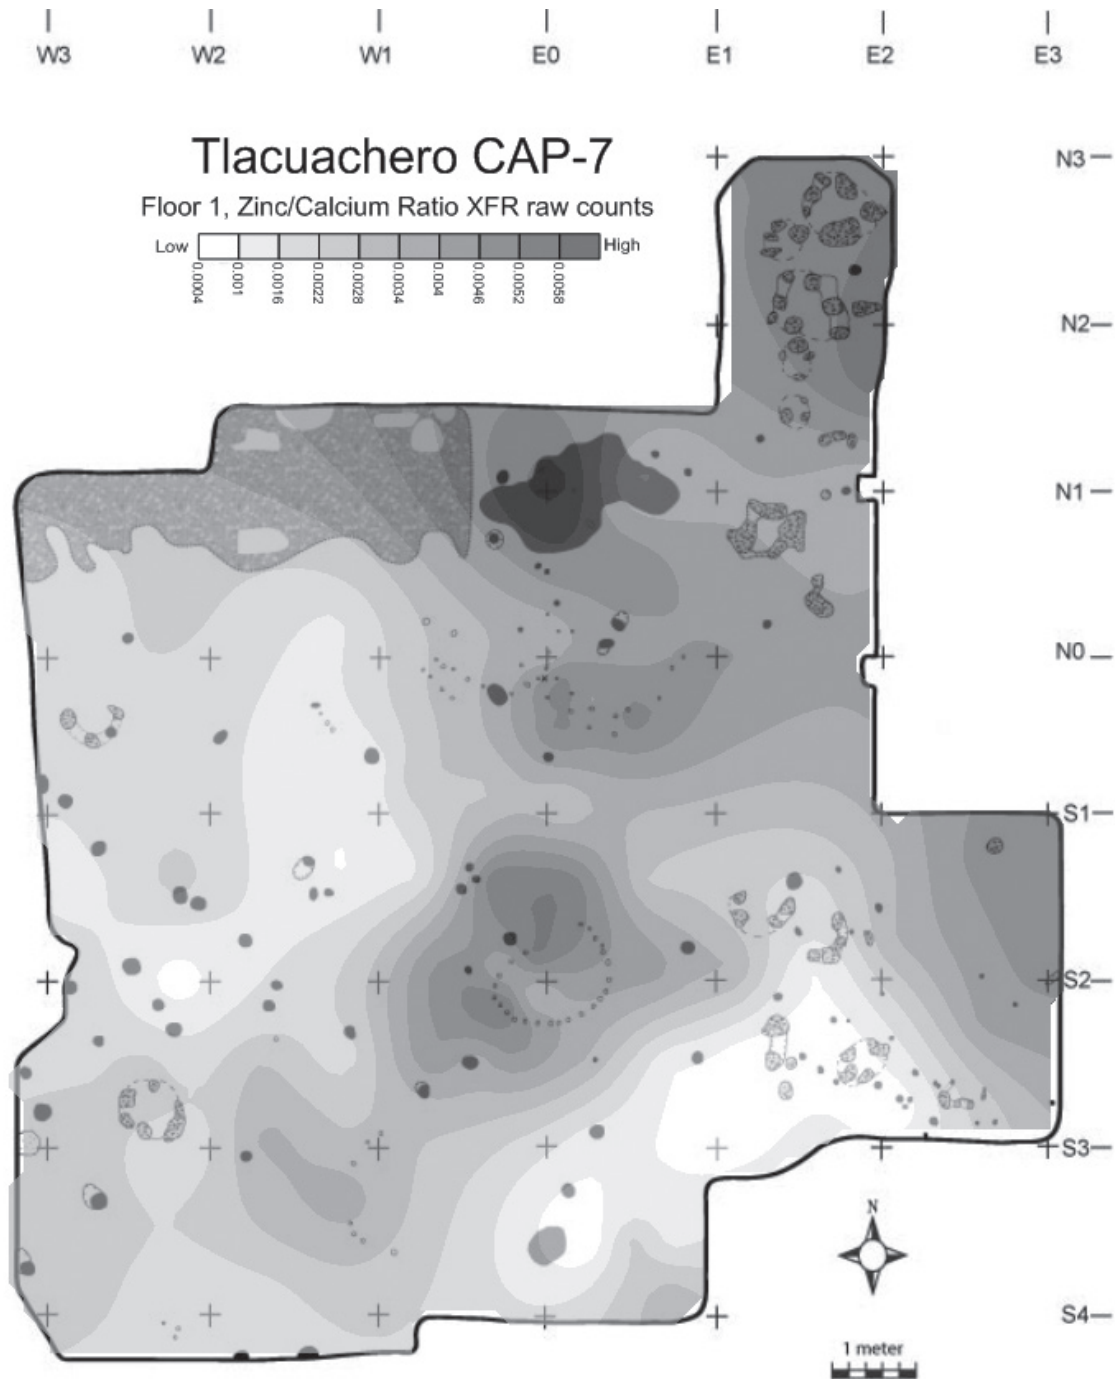 W3 W2 W1 E0 E1 E2 E3
Tlacuachero CAP-7
Floor 1, Zinc/Calcium Ratio XFR raw counts
Low High
0.0004 0.001 0.0016 0.0022 0.0028 0.0034 0.004 0.0046 0.0052 0.0058
N3
N2
N1
N0
S1
S2
S3
N
S4
1 meter